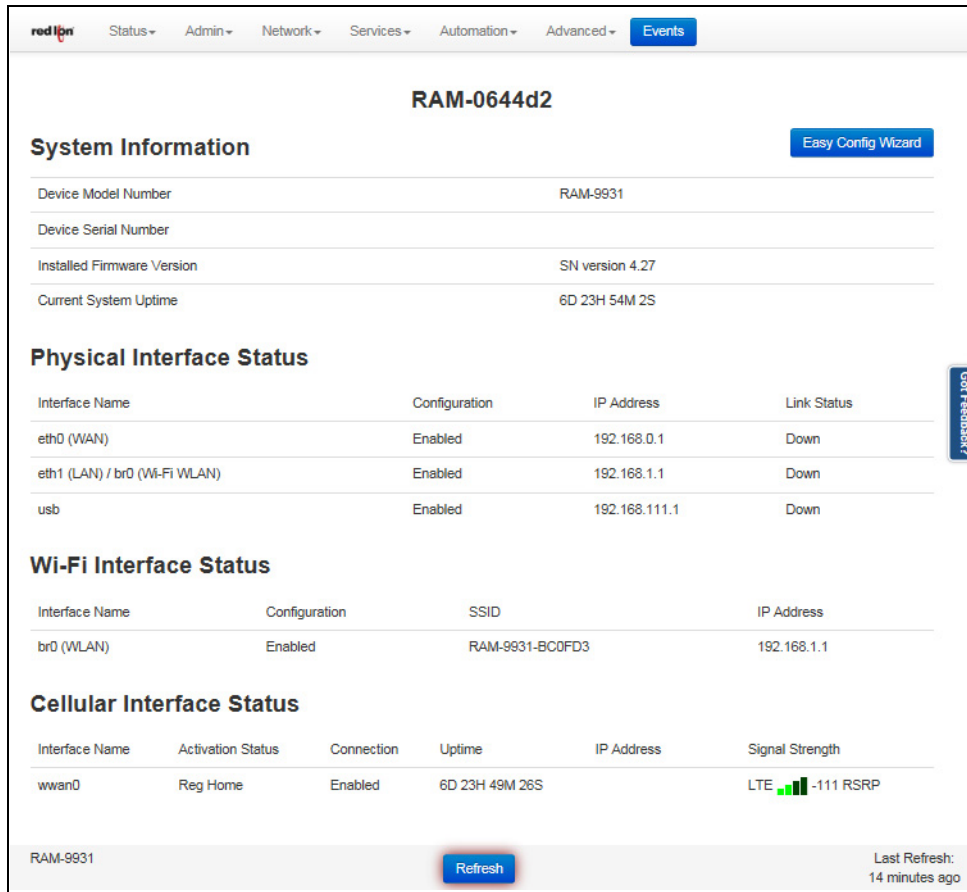 red lion Status Admin Network Services Automation Advanced Events
RAM-0644d2
System Information
Easy Config Wizard
Device Model Number RAM-9931
Device Serial Number
Installed Firmware Version SN version 4.27
Current System Uptime 6D 23H 54M 2S
Physical Interface Status
Interface Name Configuration IP Address Link Status
eth0 (WAN) Enabled 192.168.0.1 Down
eth1 (LAN) / br0 (Wi-Fi WLAN) Enabled 192.168.1.1 Down
usb Enabled 192.168.111.1 Down
Got Feedback?
Wi-Fi Interface Status
Interface Name Configuration SSID IP Address
br0 (WLAN) Enabled RAM-9931-BC0FD3 192.168.1.1
Cellular Interface Status
Interface Name Activation Status Connection Uptime IP Address Signal Strength
wwan0 Reg Home Enabled 6D 23H 49M 26S LTE -111 RSRP
RAM-9931
Refresh
Last Refresh:
14 minutes ago